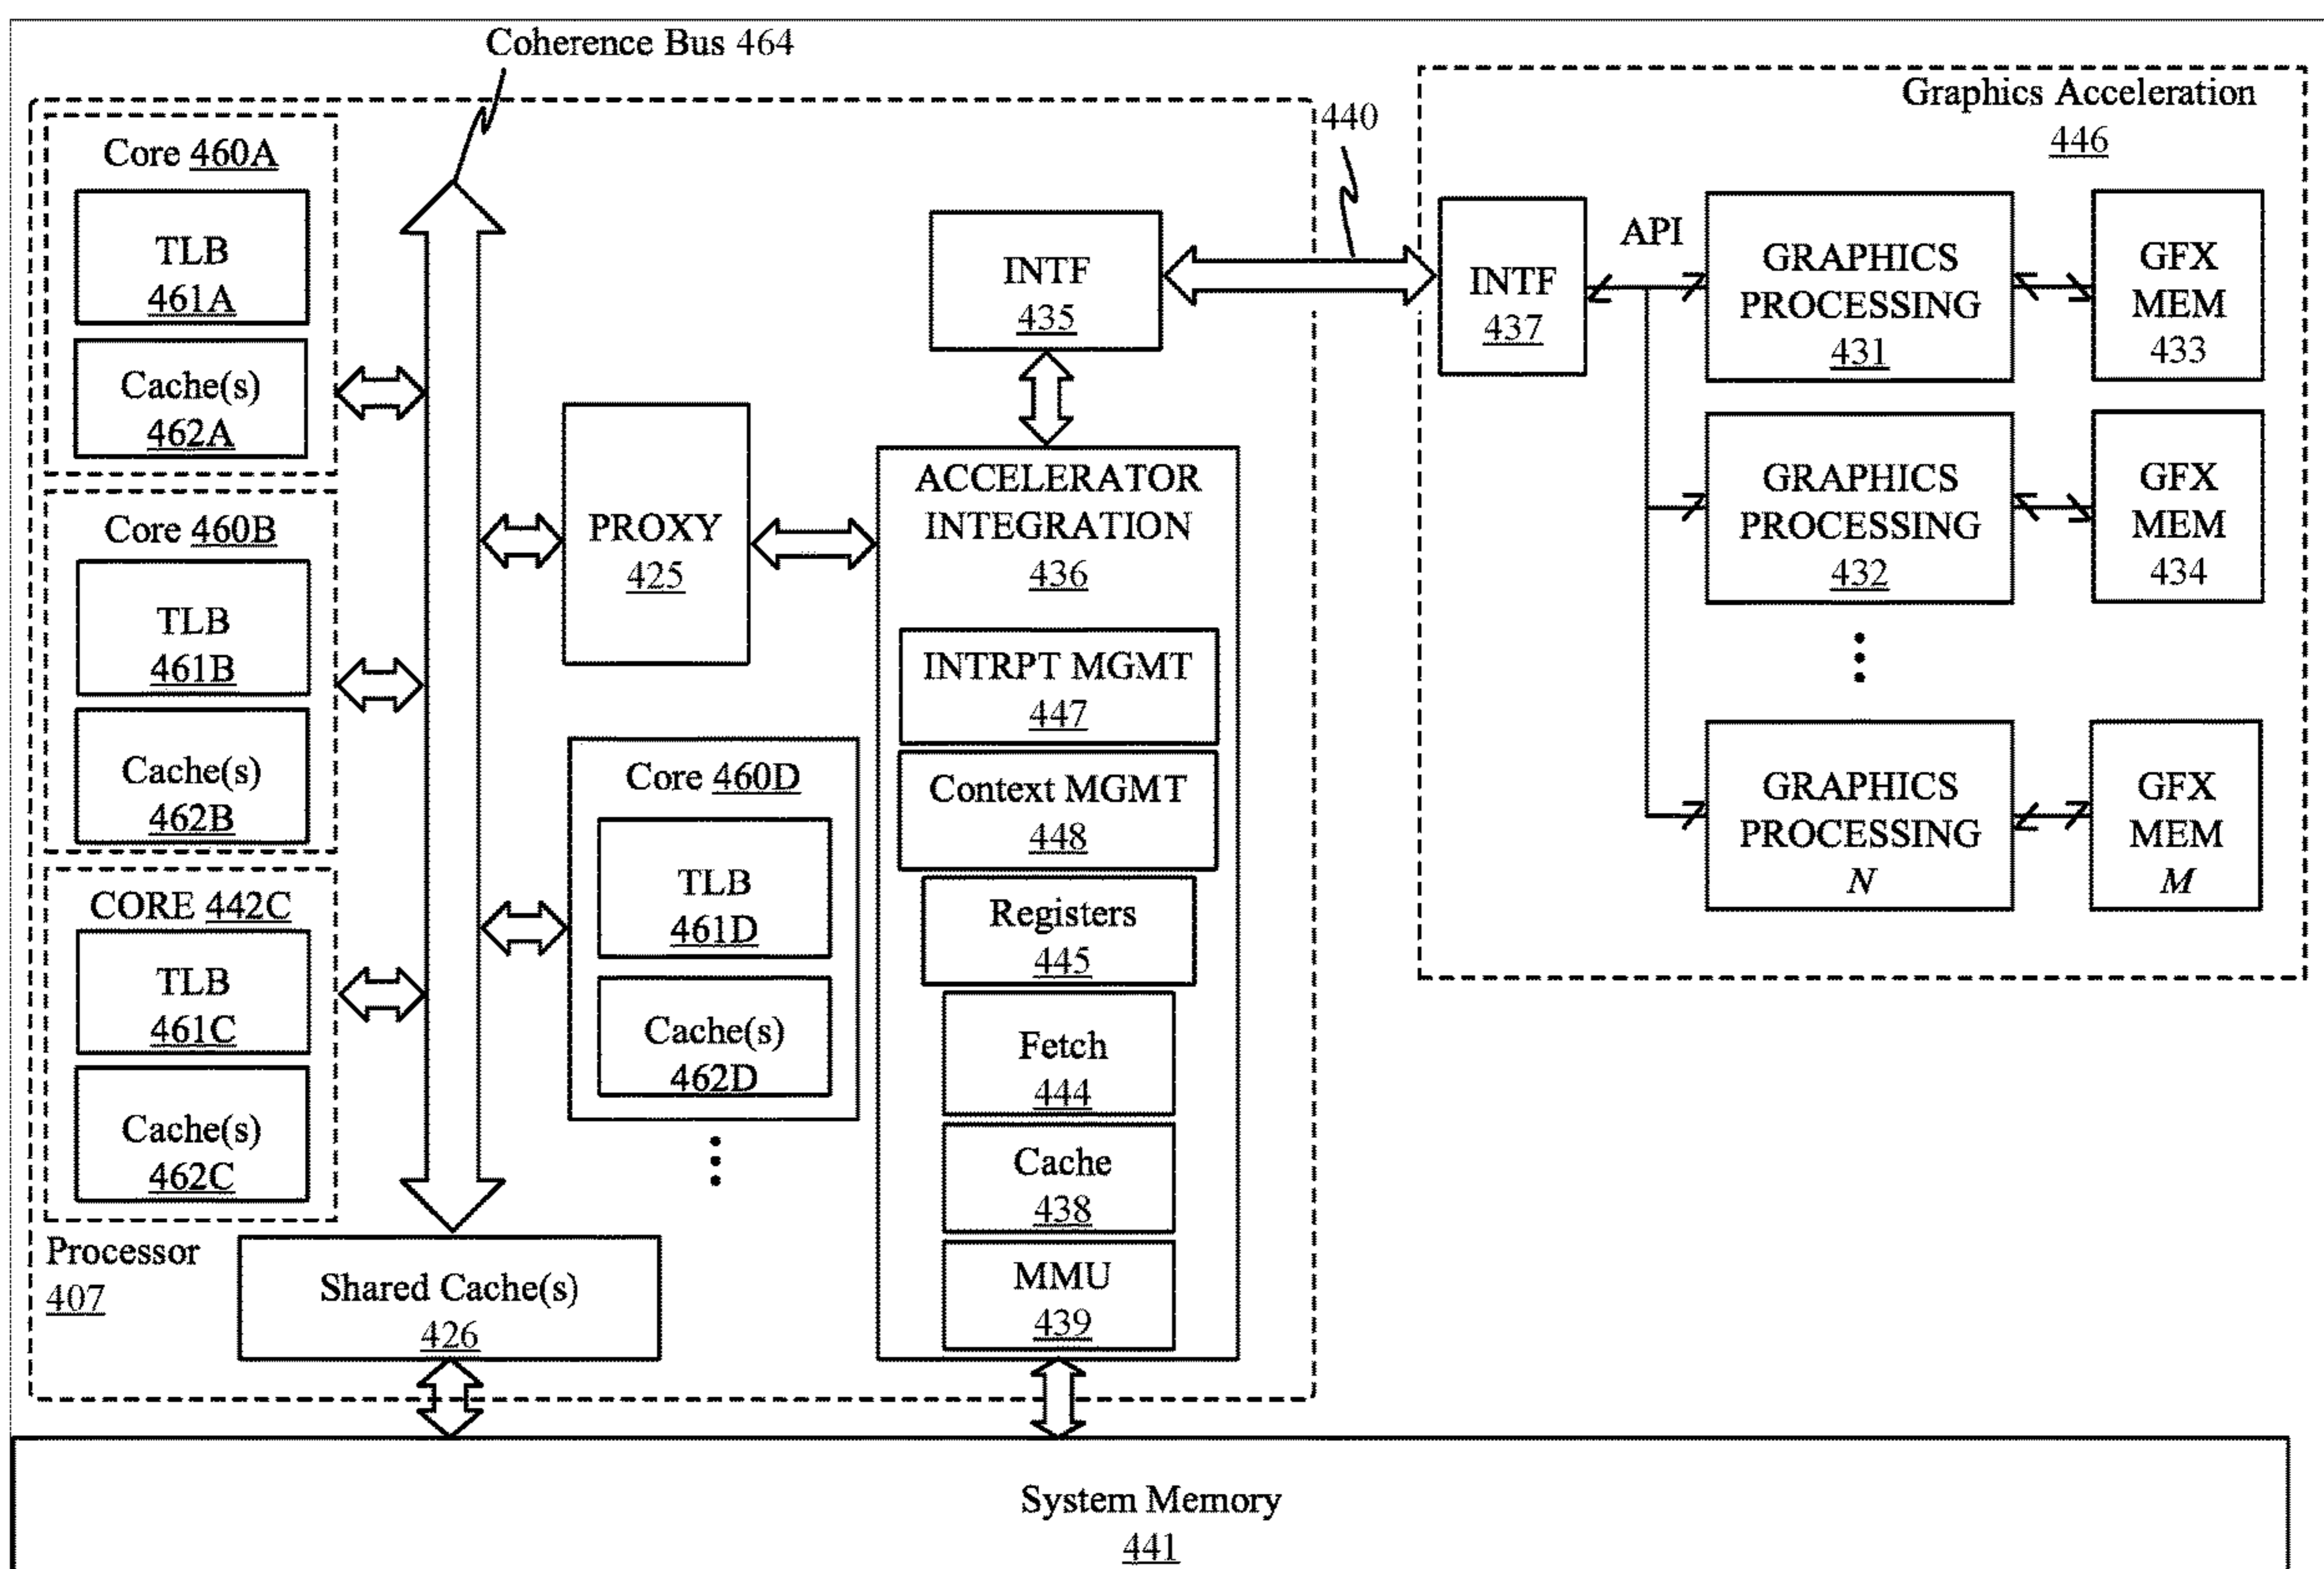 Coherence Bus 464
Core 460A
TLB
461A
Cache(s)
462A
Core 460B
TLB
461B
Cache(s)
462B
CORE 442C
TLB
461C
Cache(s)
462C
Processor
407
Shared Cache(s)
426
PROXY
425
Core 460D
TLB
461D
Cache(s)
462D
INTF
435
ACCELERATOR
INTEGRATION
436
INTRPT MGMT
447
Context MGMT
448
Registers
445
Fetch
444
Cache
438
MMU
439
440
Graphics Acceleration
446
INTF
437
API
GRAPHICS
PROCESSING
431
GFX
MEM
433
GRAPHICS
PROCESSING
432
GFX
MEM
434
GRAPHICS
PROCESSING
N
GFX
MEM
M
System Memory
441